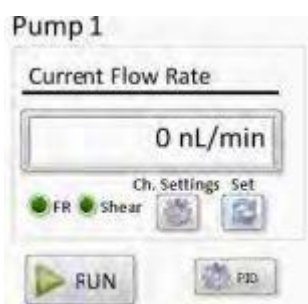 Pump 1
Current Flow Rate
0 nL/min
Ch. Settings Set
FR Shear
RUN PID